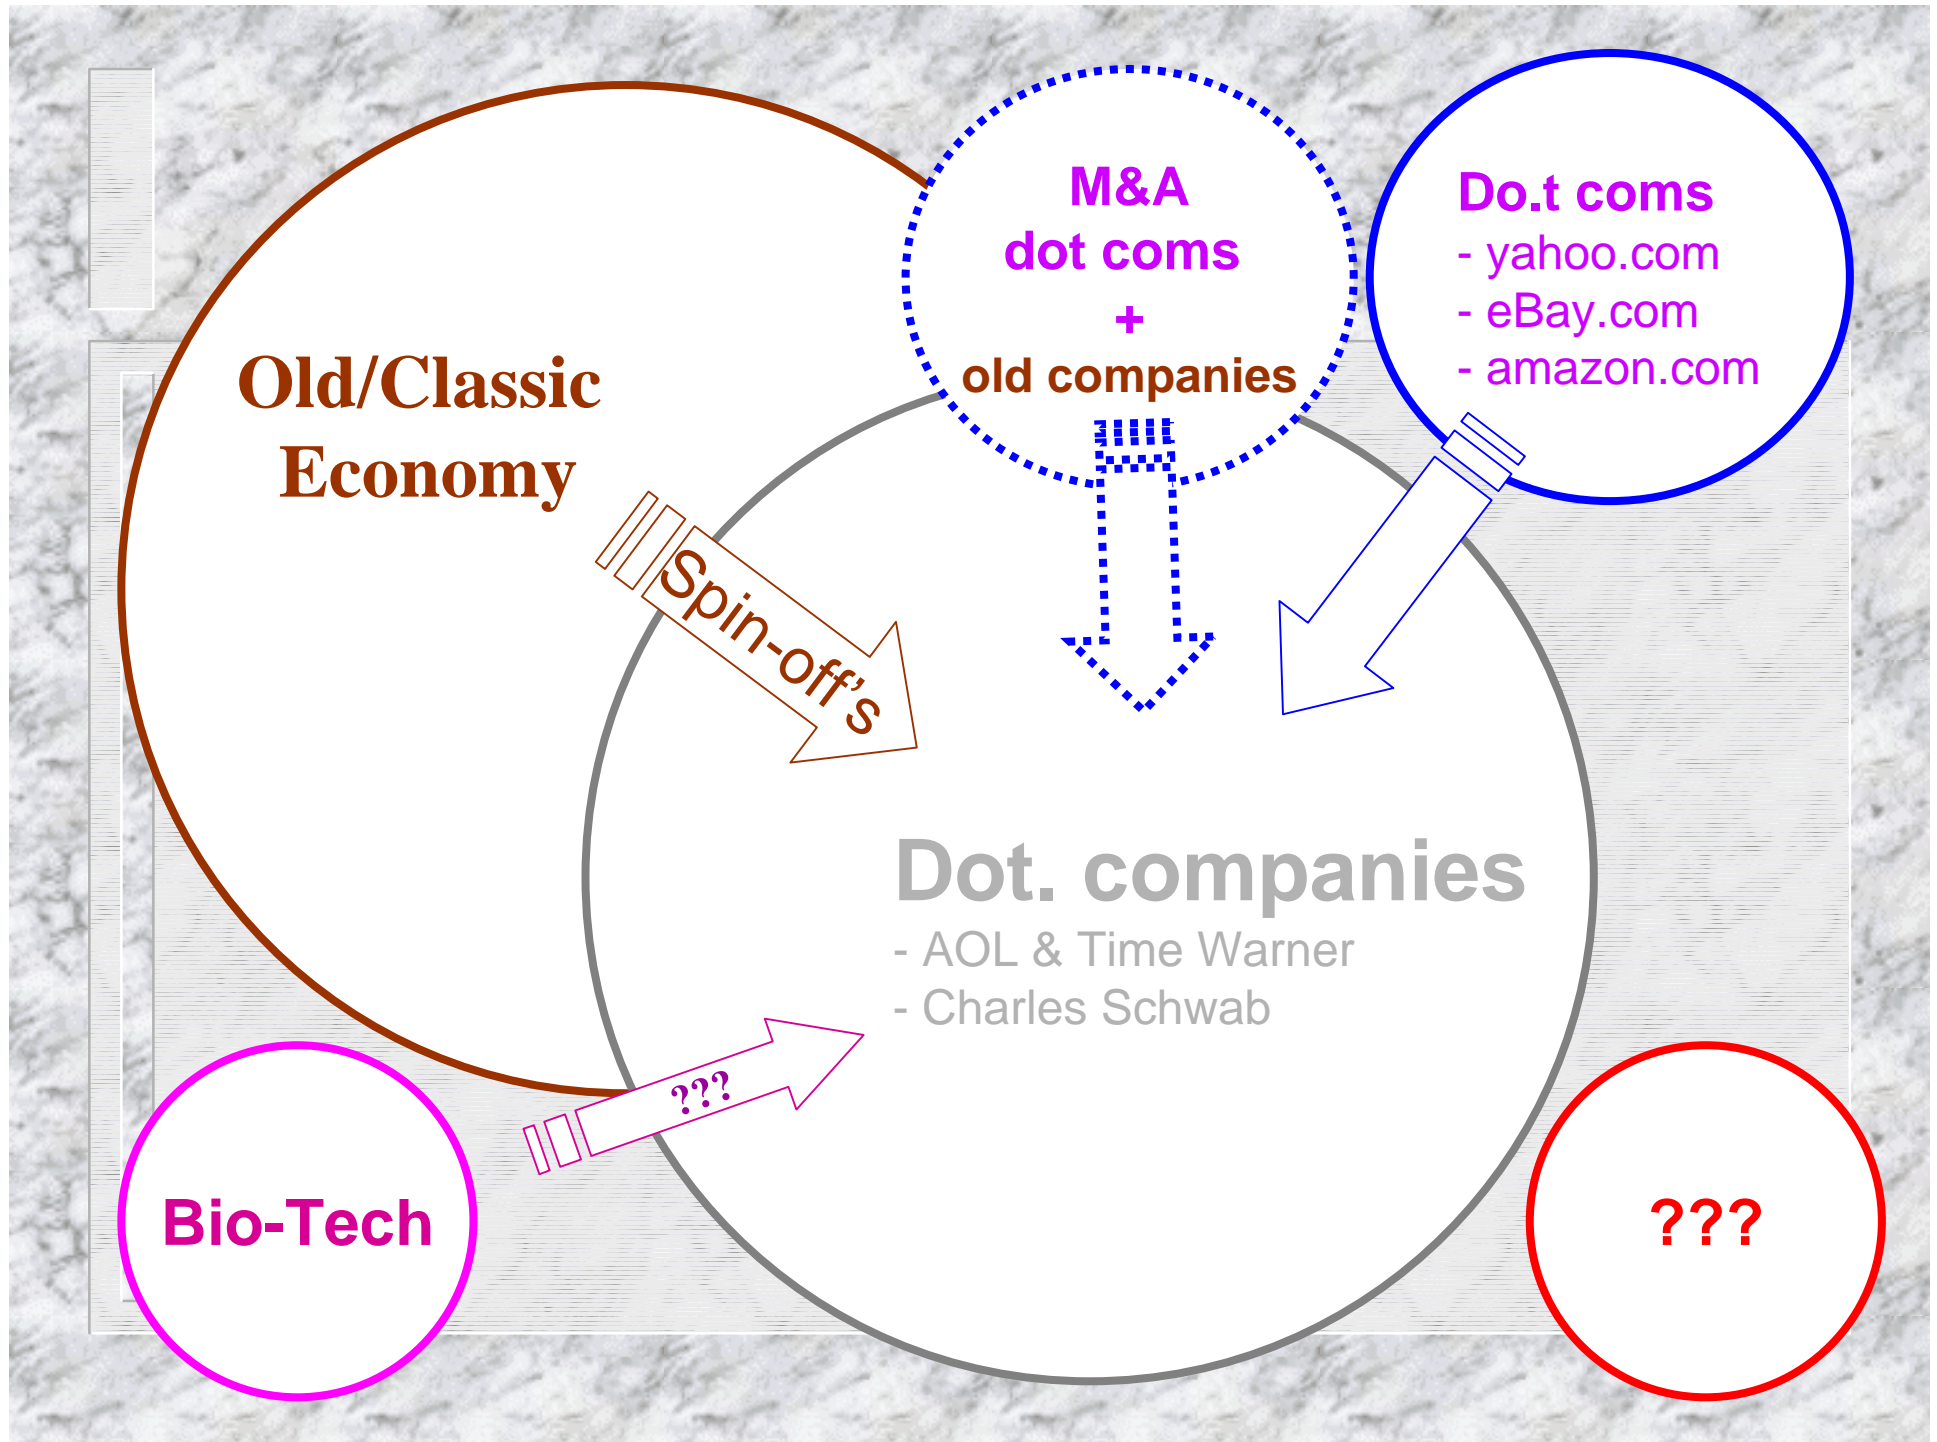 M&A
dot coms
+
old companies
Do.t coms
- yahoo.com
- eBay.com
- amazon.com
Old/Classic
Economy
Spin-off's
Dot. companies
- AOL & Time Warner
- Charles Schwab
???
Bio-Tech
???